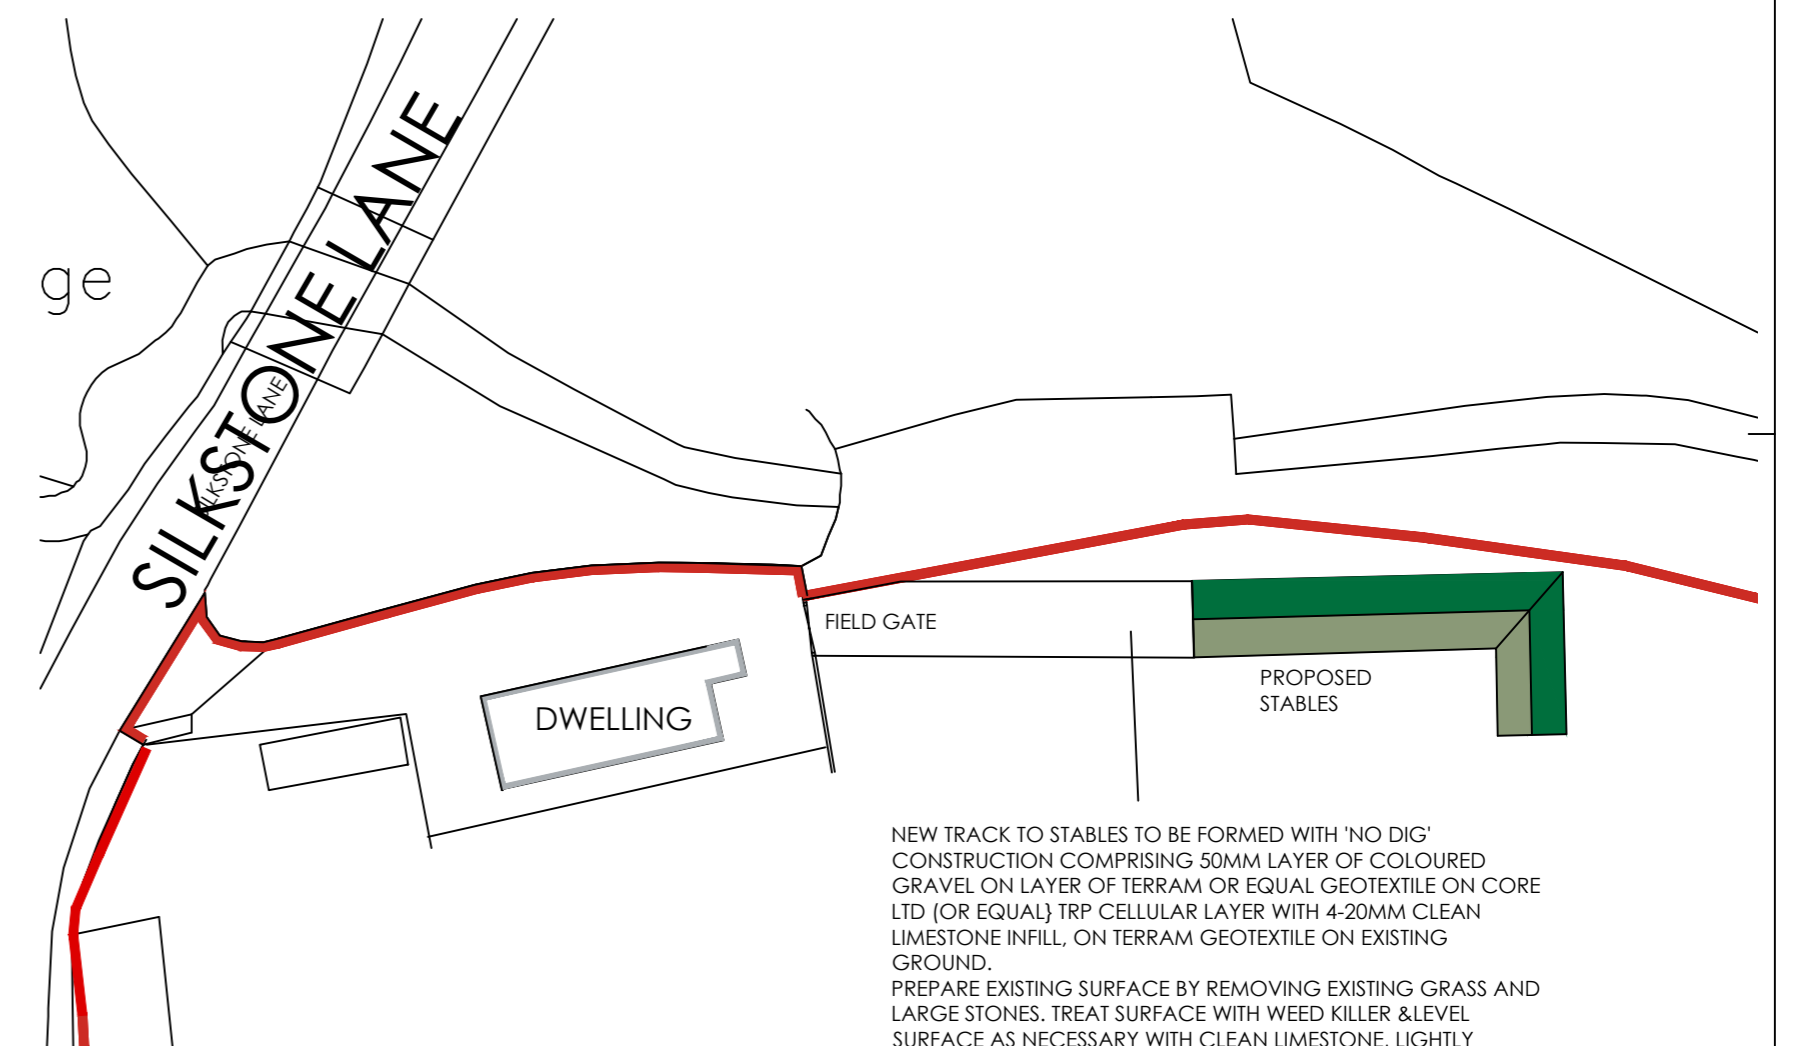 SILKSTONE LANE
SILKSTONE LANE
ge
FIELD GATE
DWELLING
PROPOSED
STABLES
NEW TRACK TO STABLES TO BE FORMED WITH 'NO DIG'
CONSTRUCTION COMPRISING 50MM LAYER OF COLOURED
GRAVEL ON LAYER OF TERRAM OR EQUAL GEOTEXTILE ON CORE
LTD (OR EQUAL} TRP CELLULAR LAYER WITH 4-20MM CLEAN
LIMESTONE INFILL, ON TERRAM GEOTEXTILE ON EXISTING
GROUND.
PREPARE EXISTING SURFACE BY REMOVING EXISTING GRASS AND
LARGE STONES. TREAT SURFACE WITH WEED KILLER &LEVEL
SURFACE AS NECESSARY WITH CLEAN LIMESTONE. LIGHTLY